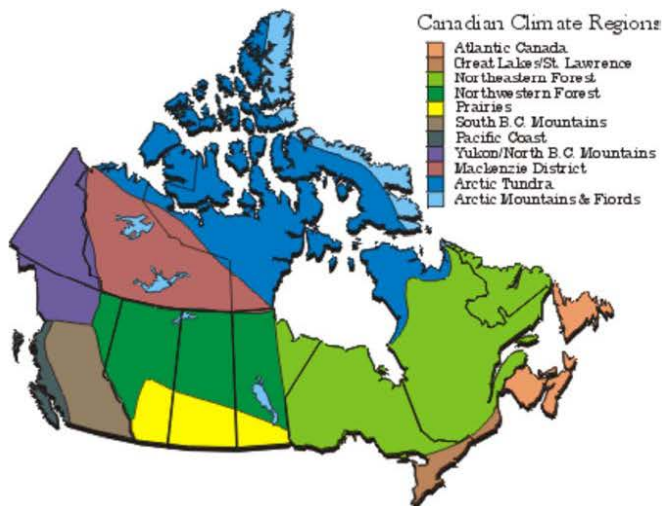 Canadian Climate Regions
Atlantic Canada
Great Lakes/St. Lawrence
Northeastern Forest
Northwestern Forest
Prairies
South B.C. Mountains
Pacific Coast
Yukon/North B.C. Mountains
Mackenzie District
Arctic Tundra
Arctic Mountains & Fiords